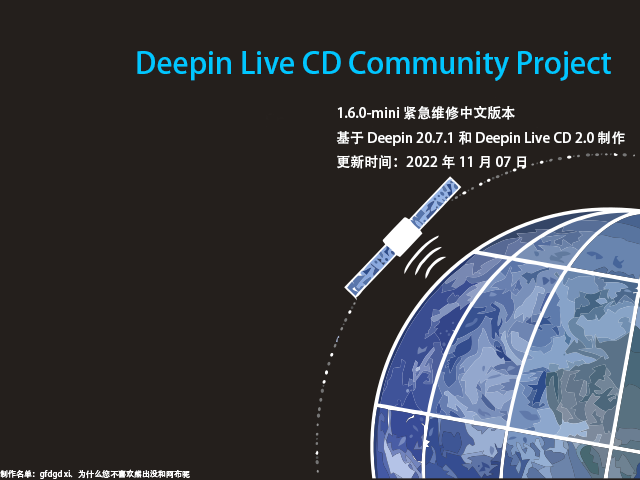 Deepin Live CD Community Project
1.6.0-mini 紧急维修中文版本
基于 Deepin 20.7.1 和 Deepin Live CD 2.0 制作
更新时间：2022 年 11 月 07 日
制作名单：gfdgd xi、为什么您不喜欢熊出没和阿布呢